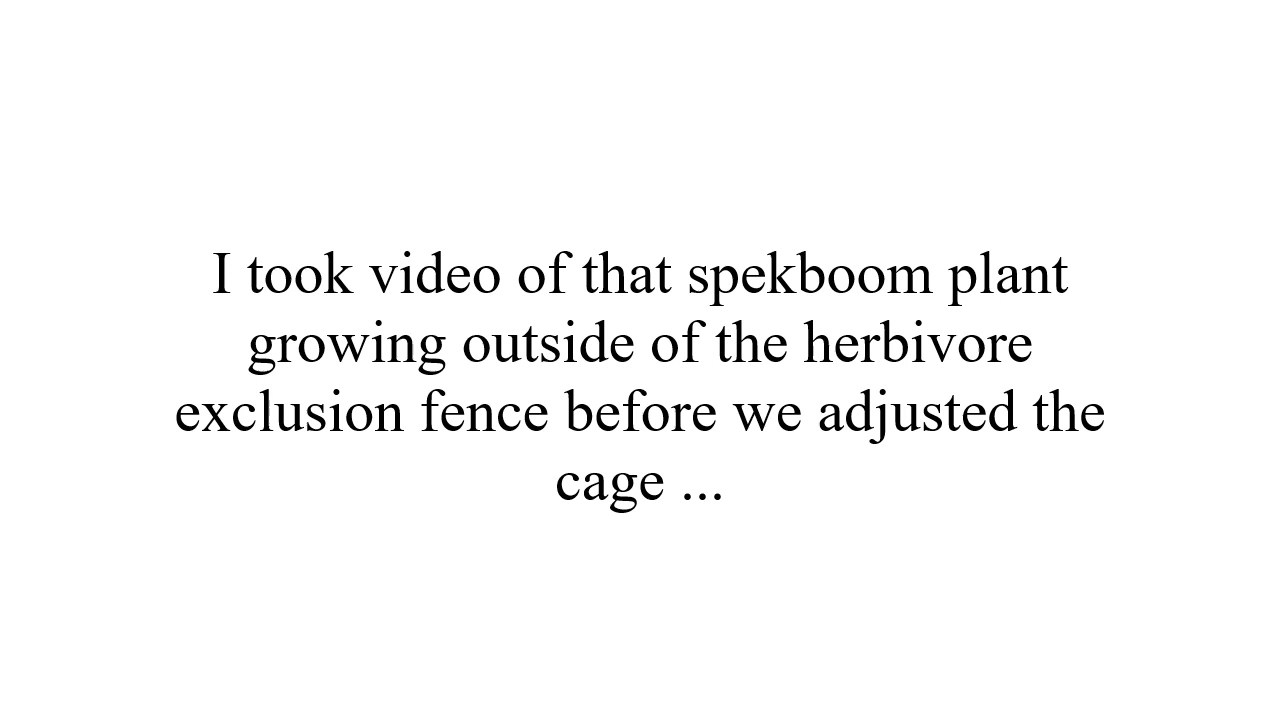 I took video of that spekboom plant
growing outside of the herbivore
exclusion fence before we adjusted the
cage ...